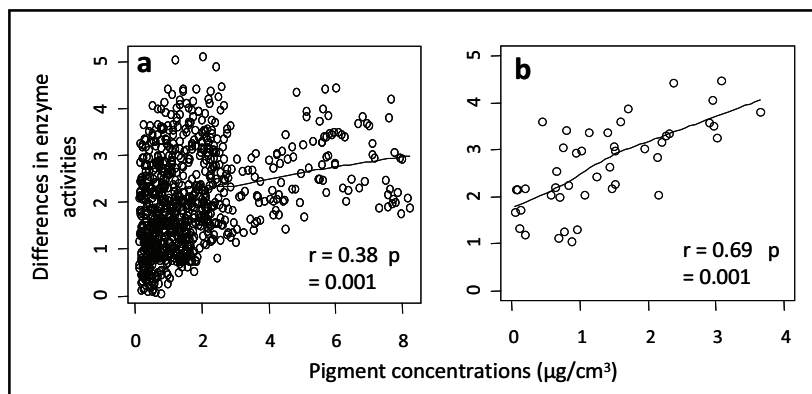 a
b
Differences in enzyme
activities
5
4
3
2
1
0
r = 0.38 p
= 0.001
0 2 4 6 8
5
4
3
2
1
0
r = 0.69 p
= 0.001
0 1 2 3 4
Pigment concentrations (µg/cm³)